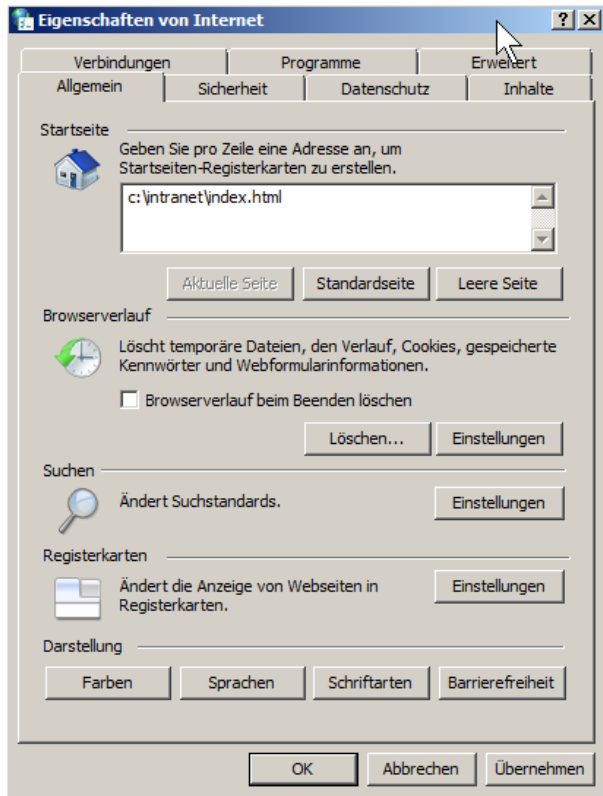 Eigenschaften von Internet
Verbindungen Programme Erweitert
Allgemein Sicherheit Datenschutz Inhalte
Startseite
Geben Sie pro Zeile eine Adresse an, um
Startseiten-Registerkarten zu erstellen.
c:\intranet\index.html
Aktuelle Seite Standardseite Leere Seite
Browserverlauf
Löscht temporäre Dateien, den Verlauf, Cookies, gespeicherte
Kennwörter und Webformularinformationen.
Browserverlauf beim Beenden löschen
Löschen... Einstellungen
Suchen
Ändert Suchstandards.
Einstellungen
Registerkarten
Ändert die Anzeige von Webseiten in
Registerkarten.
Einstellungen
Darstellung
Farben Sprachen Schriftarten Barrierefreiheit
OK Abbrechen Übernehmen